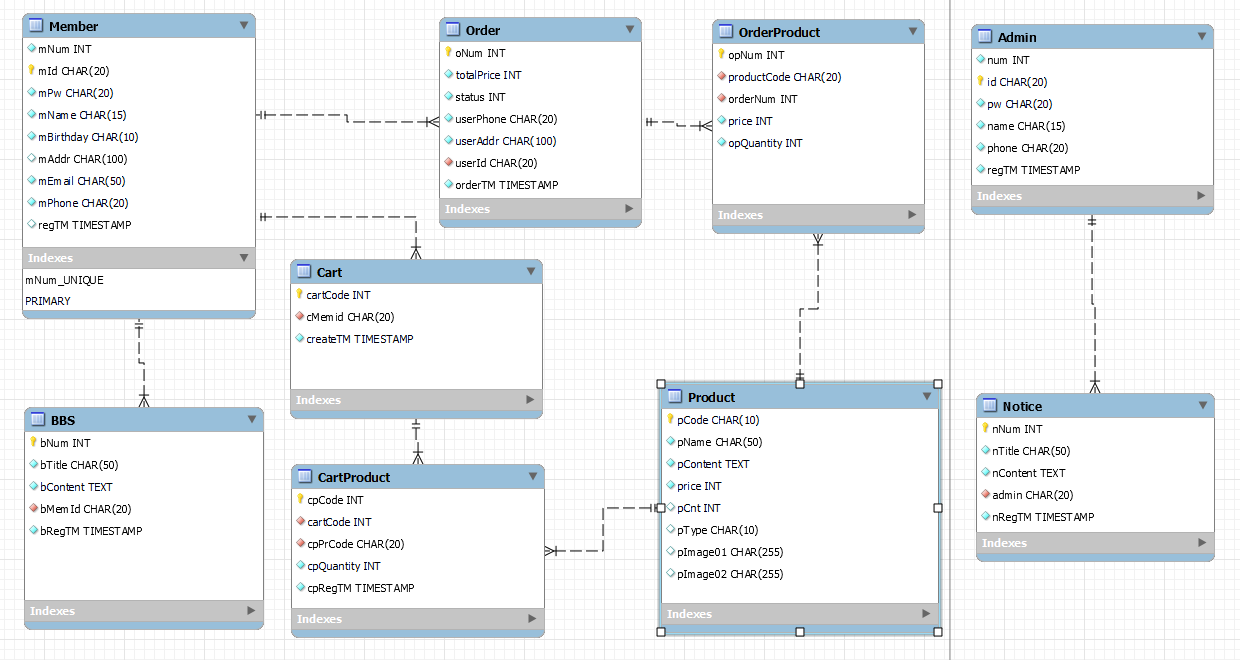 Member
mNum INT
mId CHAR(20)
mPw CHAR(20)
mName CHAR(15)
mBirthday CHAR(10)
mAddr CHAR(100)
mEmail CHAR(50)
mPhone CHAR(20)
regTM TIMESTAMP
Indexes
mNum_UNIQUE
PRIMARY
Order
oNum INT
totalPrice INT
status INT
userPhone CHAR(20)
userAddr CHAR(100)
userId CHAR(20)
orderTM TIMESTAMP
Indexes
OrderProduct
opNum INT
productCode CHAR(20)
orderNum INT
price INT
opQuantity INT
Indexes
Admin
num INT
id CHAR(20)
pw CHAR(20)
name CHAR(15)
phone CHAR(20)
regTM TIMESTAMP
Indexes
Cart
cartCode INT
cMemid CHAR(20)
createTM TIMESTAMP
Indexes
BBS
bNum INT
bTitle CHAR(50)
bContent TEXT
bMemId CHAR(20)
bRegTM TIMESTAMP
Indexes
CartProduct
cpCode INT
cartCode INT
cpPrCode CHAR(20)
cpQuantity INT
cpRegTM TIMESTAMP
Indexes
Product
pCode CHAR(10)
pName CHAR(50)
pContent TEXT
price INT
pCnt INT
pType CHAR(10)
pImage01 CHAR(255)
pImage02 CHAR(255)
Indexes
Notice
nNum INT
nTitle CHAR(50)
nContent TEXT
admin CHAR(20)
nRegTM TIMESTAMP
Indexes